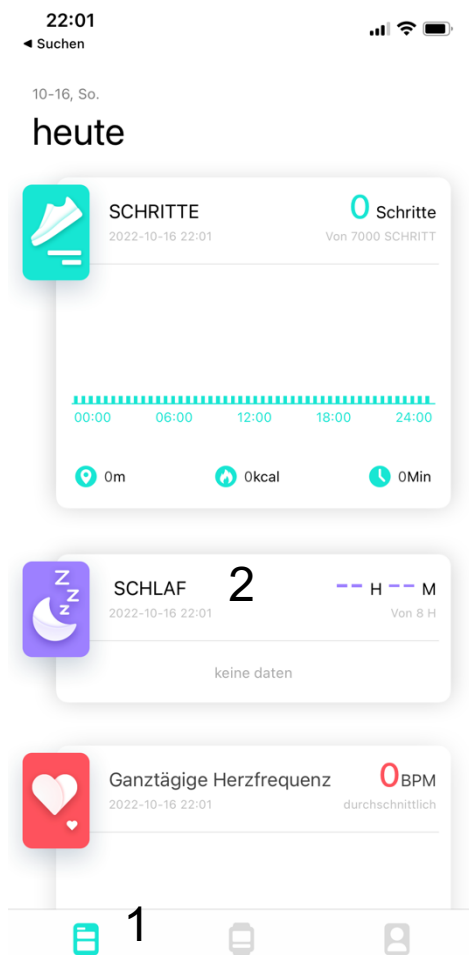 22:01
◀ Suchen
10-16, So.
heute
SCHRITTE
0 Schritte
2022-10-16 22:01
Von 7000 SCHRITT
00:00 06:00 12:00 18:00 24:00
0m
0kcal
0Min
Z
Z
Z
SCHLAF
2
-- H -- M
2022-10-16 22:01
Von 8 H
keine daten
Ganztägige Herzfrequenz
0 BPM
2022-10-16 22:01
durchschnittlich
1